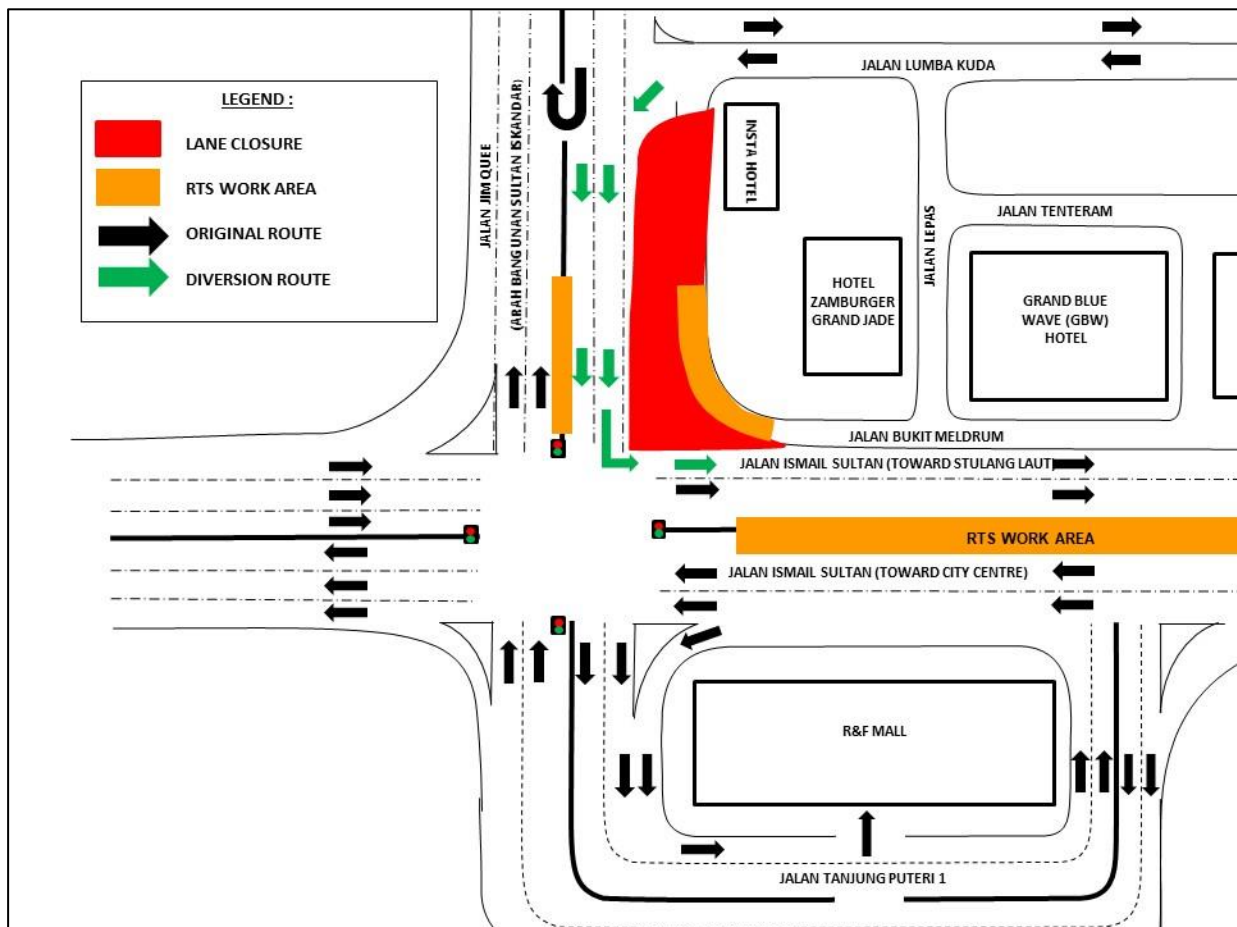 JALAN LUMBA KUDA
LEGEND :
LANE CLOSURE
RTS WORK AREA
ORIGINAL ROUTE
DIVERSION ROUTE
JALAN JIM QUEE
(ARAH BANGUNAN SULTAN ISKANDAR)
INSTA HOTEL
JALAN LEPAS
JALAN TENTERAM
HOTEL
ZAMBURGER
GRAND JADE
GRAND BLUE
WAVE (GBW)
HOTEL
JALAN BUKIT MELDRUM
JALAN ISMAIL SULTAN (TOWARD STULANG LAUT)
RTS WORK AREA
JALAN ISMAIL SULTAN (TOWARD CITY CENTRE)
R&F MALL
JALAN TANJUNG PUTERI 1